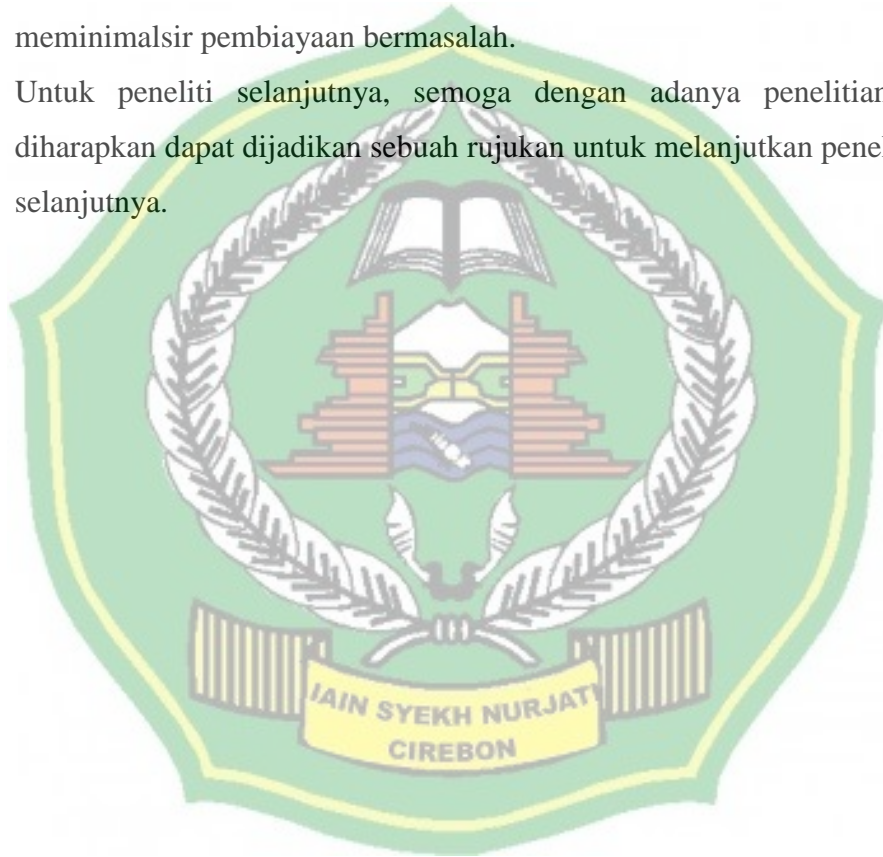 meminimalsir pembiayaan bermasalah.
Untuk peneliti selanjutnya, semoga dengan adanya penelitian
diharapkan dapat dijadikan sebuah rujukan untuk melanjutkan
selanjutnya.
IAIN SYEKH NURJATI
CIREBON